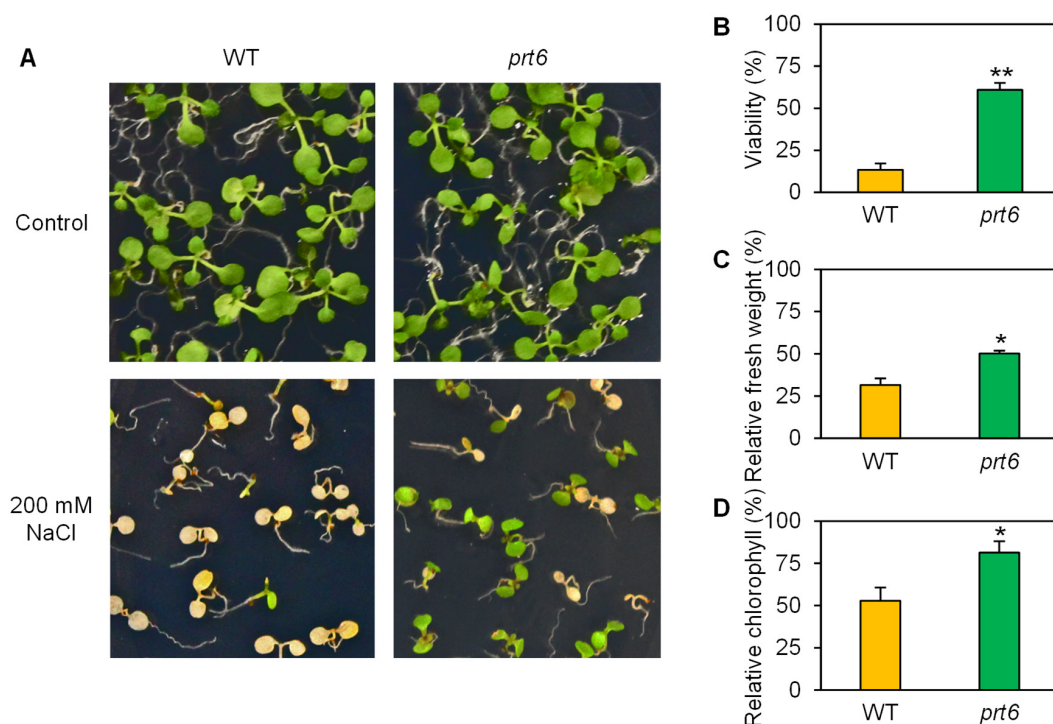 A
WT
prt6
Control
200 mM
NaCl
B
Viability (%)
100
75
50
25
0
**
WT
prt6
C
Relative fresh weight (%)
100
75
50
25
0
*
WT
prt6
D
Relative chlorophyll (%)
100
75
50
25
0
*
WT
prt6